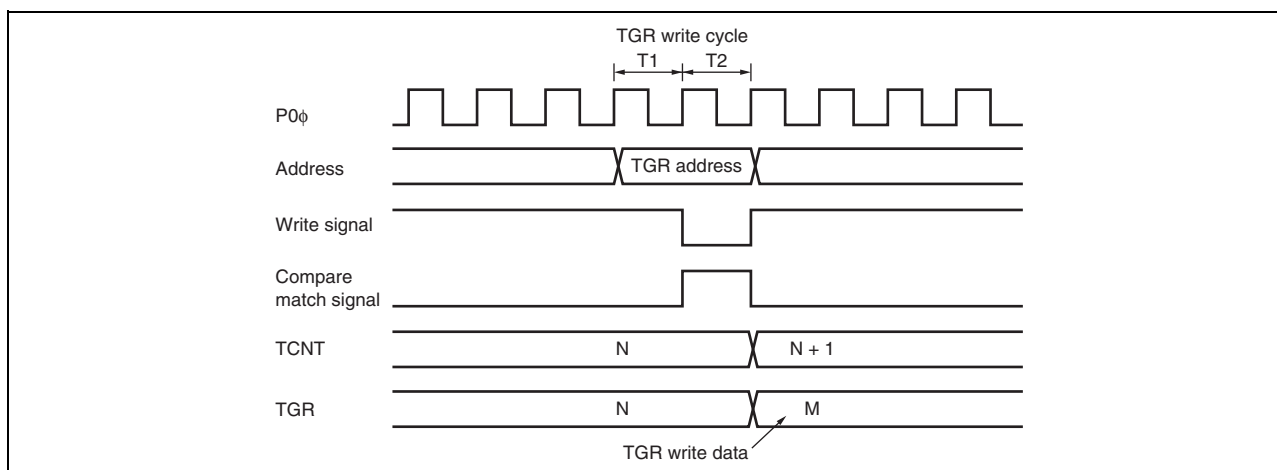 TGR write cycle
T1 T2
P0ϕ
Address TGR address
Write signal
Compare
match signal
TCNT N N + 1
TGR N M
TGR write data